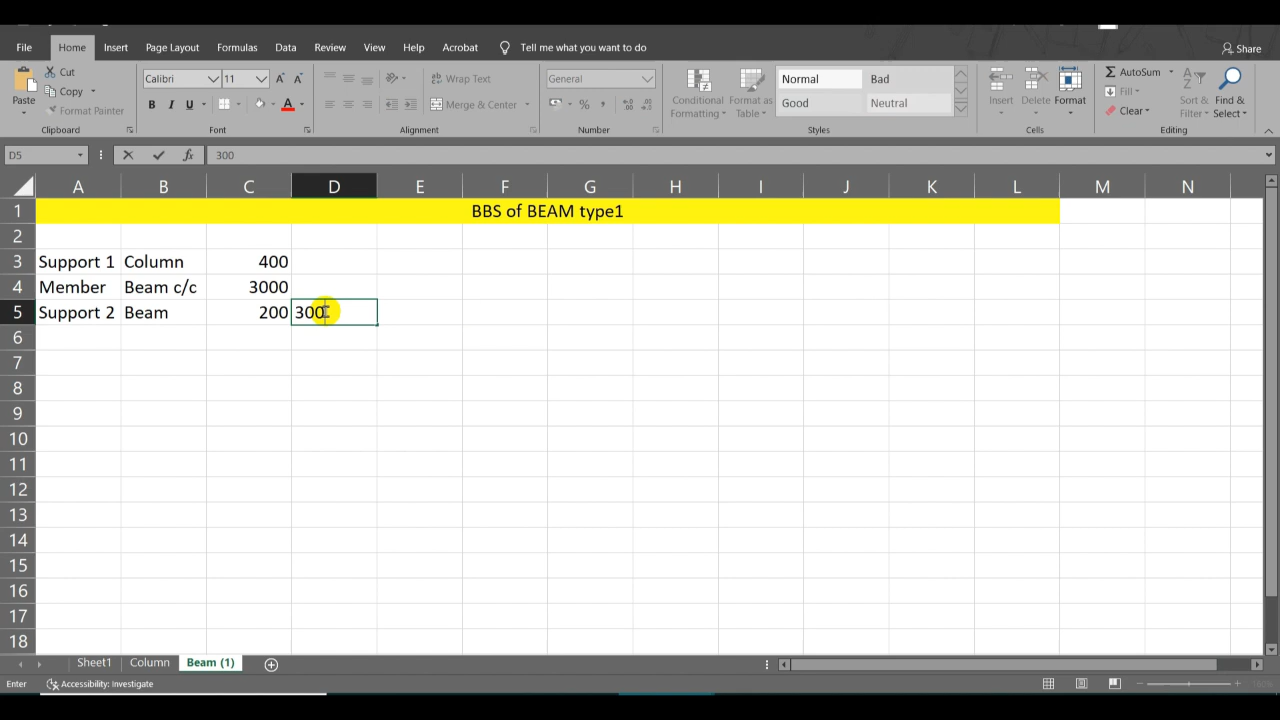 File Home Insert Page Layout Formulas Data Review View Help Acrobat Tell me what you want to do Share
Paste Cut Copy Format Painter Clipboard
Calibri 11 A A B I U A Font
ab Wrap Text Merge & Center Alignment
General % , Number
Conditional Formatting Format as Table Normal Bad Good Neutral Styles
Insert Delete Format Cells
AutoSum Fill Clear Sort & Filter Find & Select Editing
D5 fx 300
A B C D E F G H I J K L M N
1 BBS of BEAM type1
2
3 Support 1 Column 400
4 Member Beam c/c 3000
5 Support 2 Beam 200 300
6
7
8
9
10
11
12
13
14
15
16
17
18
Sheet1 Column Beam (1)
Enter Accessibility: Investigate 160%